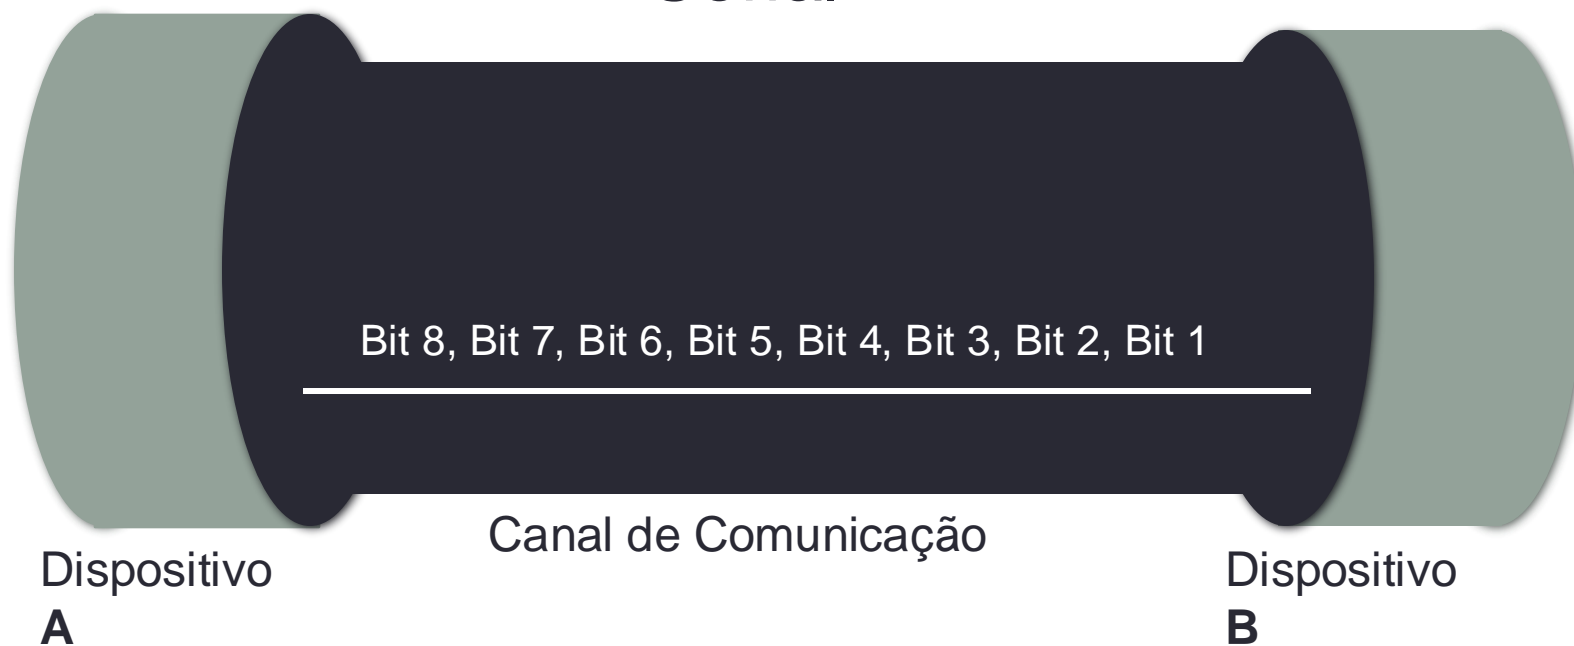 Bit 8, Bit 7, Bit 6, Bit 5, Bit 4, Bit 3, Bit 2, Bit 1
Canal de Comunicação
Dispositivo
A
Dispositivo
B